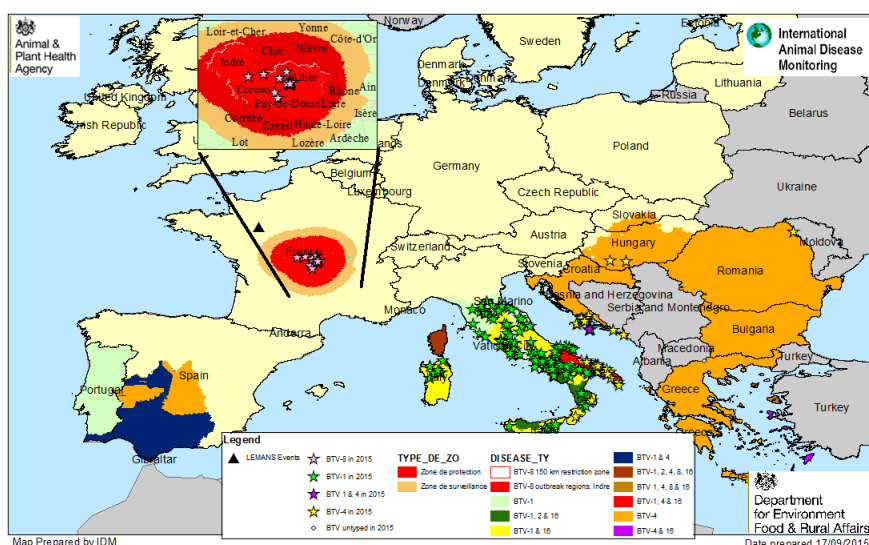 Animal &
Plant Health
Agency
International
Animal Disease
Monitoring
Norway
Sweden
Estonia
Denmark
Denmark
Denmark
Lithuania
Russia
Belarus
United Kingdom
Irish Republic
Poland
Germany
Ukraine
Belgium
Luxembourg
Czech Republic
Slovakia
Austria
Hungary
Moldova
Switzerland
Slovenia
Croatia
Romania
France
San Marino
Bosnia and Herzegovina
Serbia and Montenegro
Monaco
Andorra
Bulgaria
Macedonia
Albania
Turkey
Spain
Portugal
Italy
Greece
Turkey
Gibraltar
Loir-et-Cher
Yonne
Cher
Nièvre
Côte-d'Or
Indre
Allier
Creuse
Rhône
Ain
Puy-de-Dôme
Loire
Isère
Corrèze
Cantal
Haute-Loire
Ardèche
Lot
Lozère
Legend
LEMANS Events
BTV-8 in 2015
BTV-1 in 2015
BTV 1 & 4 in 2015
BTV-4 in 2015
BTV untyped in 2015
TYPE_DE_ZO
Zone de protection
Zone de surveillance
DISEASE_TY
BTV-8 150 km restriction zone
BTV-8 outbreak regions; Indre
BTV-1
BTV-1, 2 & 16
BTV-1 & 16
BTV-1 & 4
BTV-1, 2, 4, 8, 16
BTV-1, 4, 8 & 16
BTV-1, 4 & 16
BTV-4
BTV-4 & 16
Department
for Environment
Food & Rural Affairs
Map Prepared by IDM
Date prepared 17/09/2015